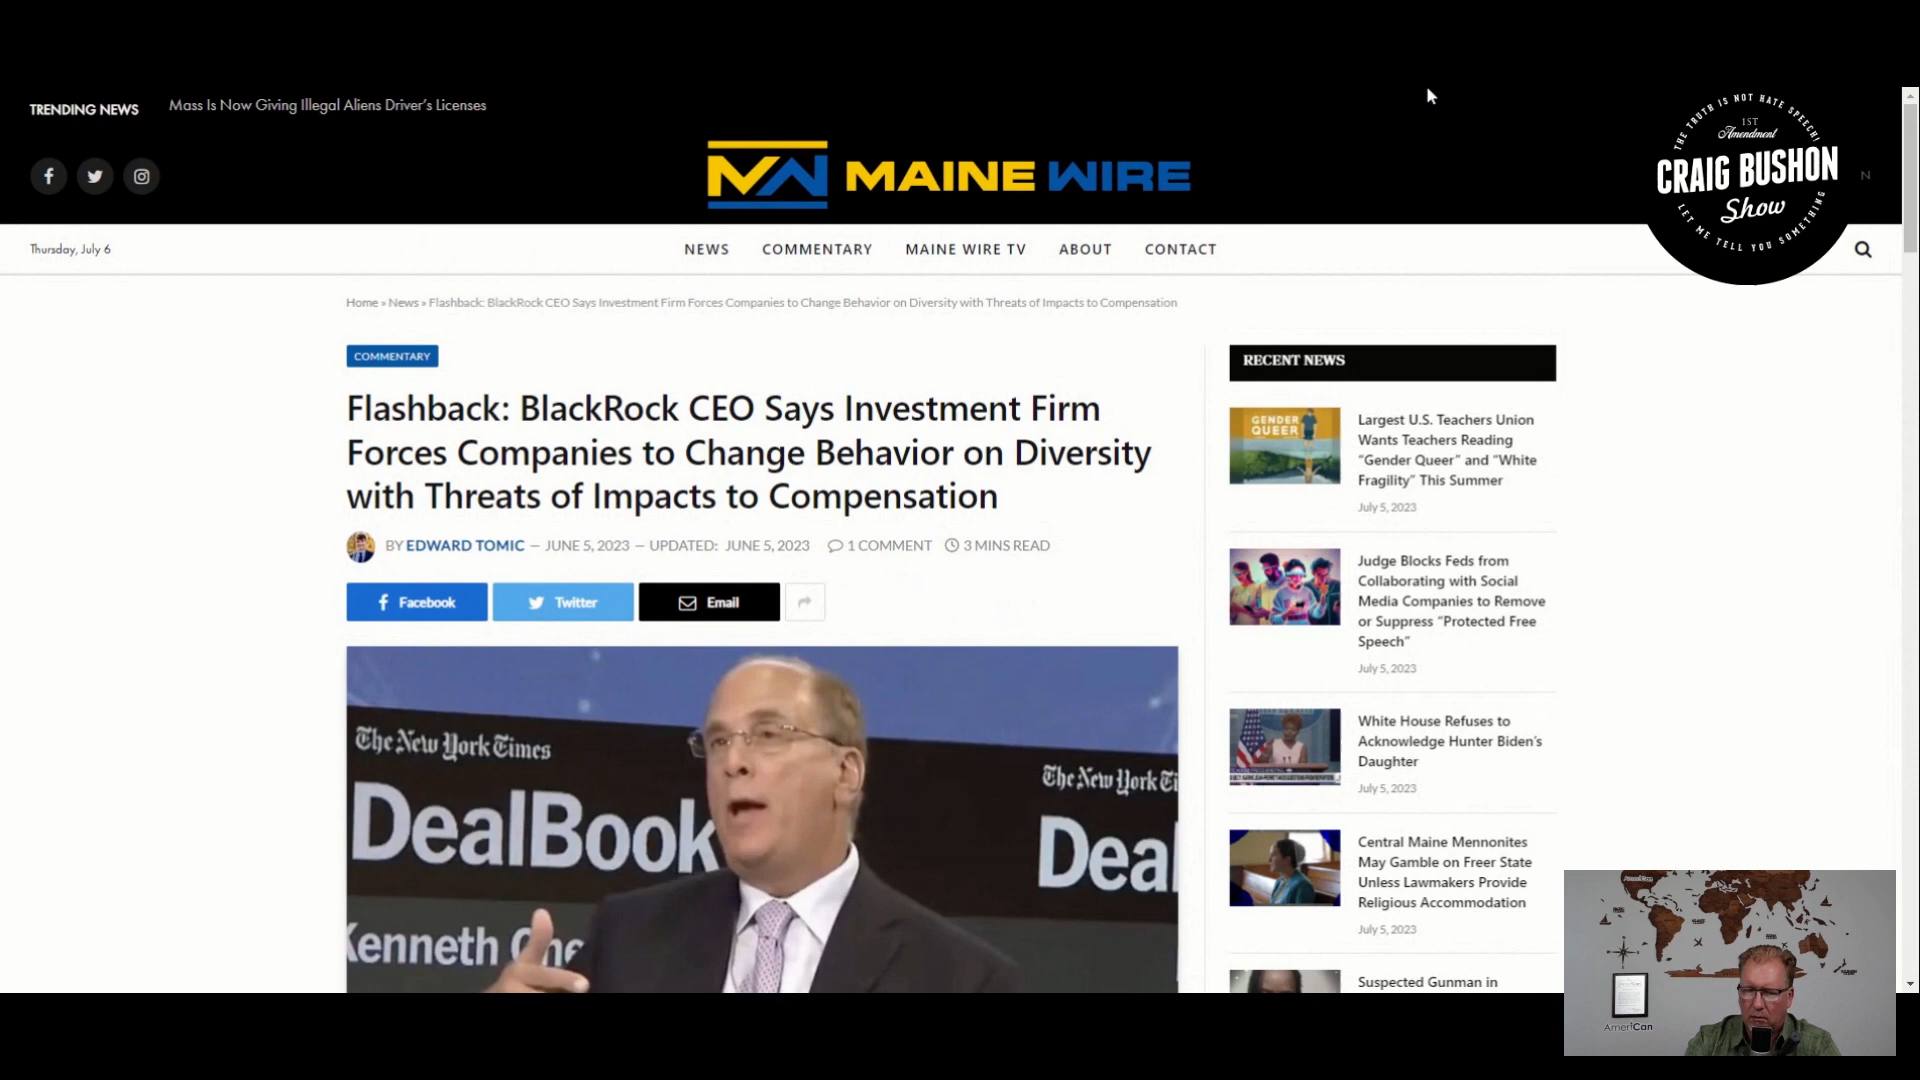 TRENDING NEWS
Mass Is Now Giving Illegal Aliens Driver's Licenses
MW MAINE WIRE
THE TRUTH IS NOT HATE SPEECH!
1ST
Amendment
CRAIG BUSHON
Show
LET ME TELL YOU SOMETHING
N
Thursday, July 6
NEWS COMMENTARY MAINE WIRE TV ABOUT CONTACT
Home » News » Flashback: BlackRock CEO Says Investment Firm Forces Companies to Change Behavior on Diversity with Threats of Impacts to Compensation
COMMENTARY
Flashback: BlackRock CEO Says Investment Firm
Forces Companies to Change Behavior on Diversity
with Threats of Impacts to Compensation
BY EDWARD TOMIC — JUNE 5, 2023 — UPDATED: JUNE 5, 2023 1 COMMENT 3 MINS READ
Facebook Twitter Email
The New York Times
DealBook
Kenneth Che
The New York Ti
Deal
RECENT NEWS
GENDER
QUEER
Largest U.S. Teachers Union
Wants Teachers Reading
"Gender Queer" and "White
Fragility" This Summer
July 5, 2023
Judge Blocks Feds from
Collaborating with Social
Media Companies to Remove
or Suppress "Protected Free
Speech"
July 5, 2023
White House Refuses to
Acknowledge Hunter Biden's
Daughter
July 5, 2023
Central Maine Mennonites
May Gamble on Freer State
Unless Lawmakers Provide
Religious Accommodation
July 5, 2023
Suspected Gunman in
AmeriCan